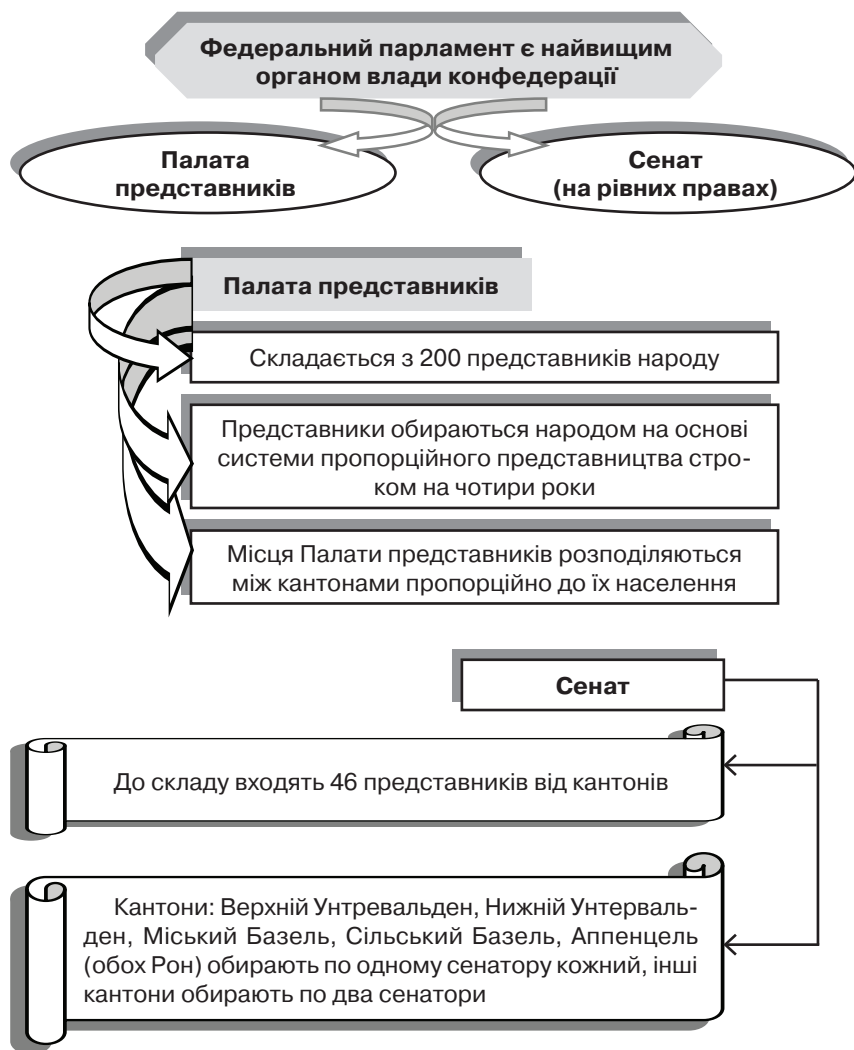 Федеральний парламент є найвищим
органом влади конфедерації
Палата
представників
Сенат
(на рівних правах)
Палата представників
Складається з 200 представників народу
Представники обираються народом на основі
системи пропорційного представництва стро-
ком на чотири роки
Місця Палати представників розподіляються
між кантонами пропорційно до їх населення
Сенат
До складу входять 46 представників від кантонів
Кантони: Верхній Унтревальден, Нижній Унтерваль-
ден, Міський Базель, Сільський Базель, Аппенцель
(обох Рон) обирають по одному сенатору кожний, інші
кантони обирають по два сенатори